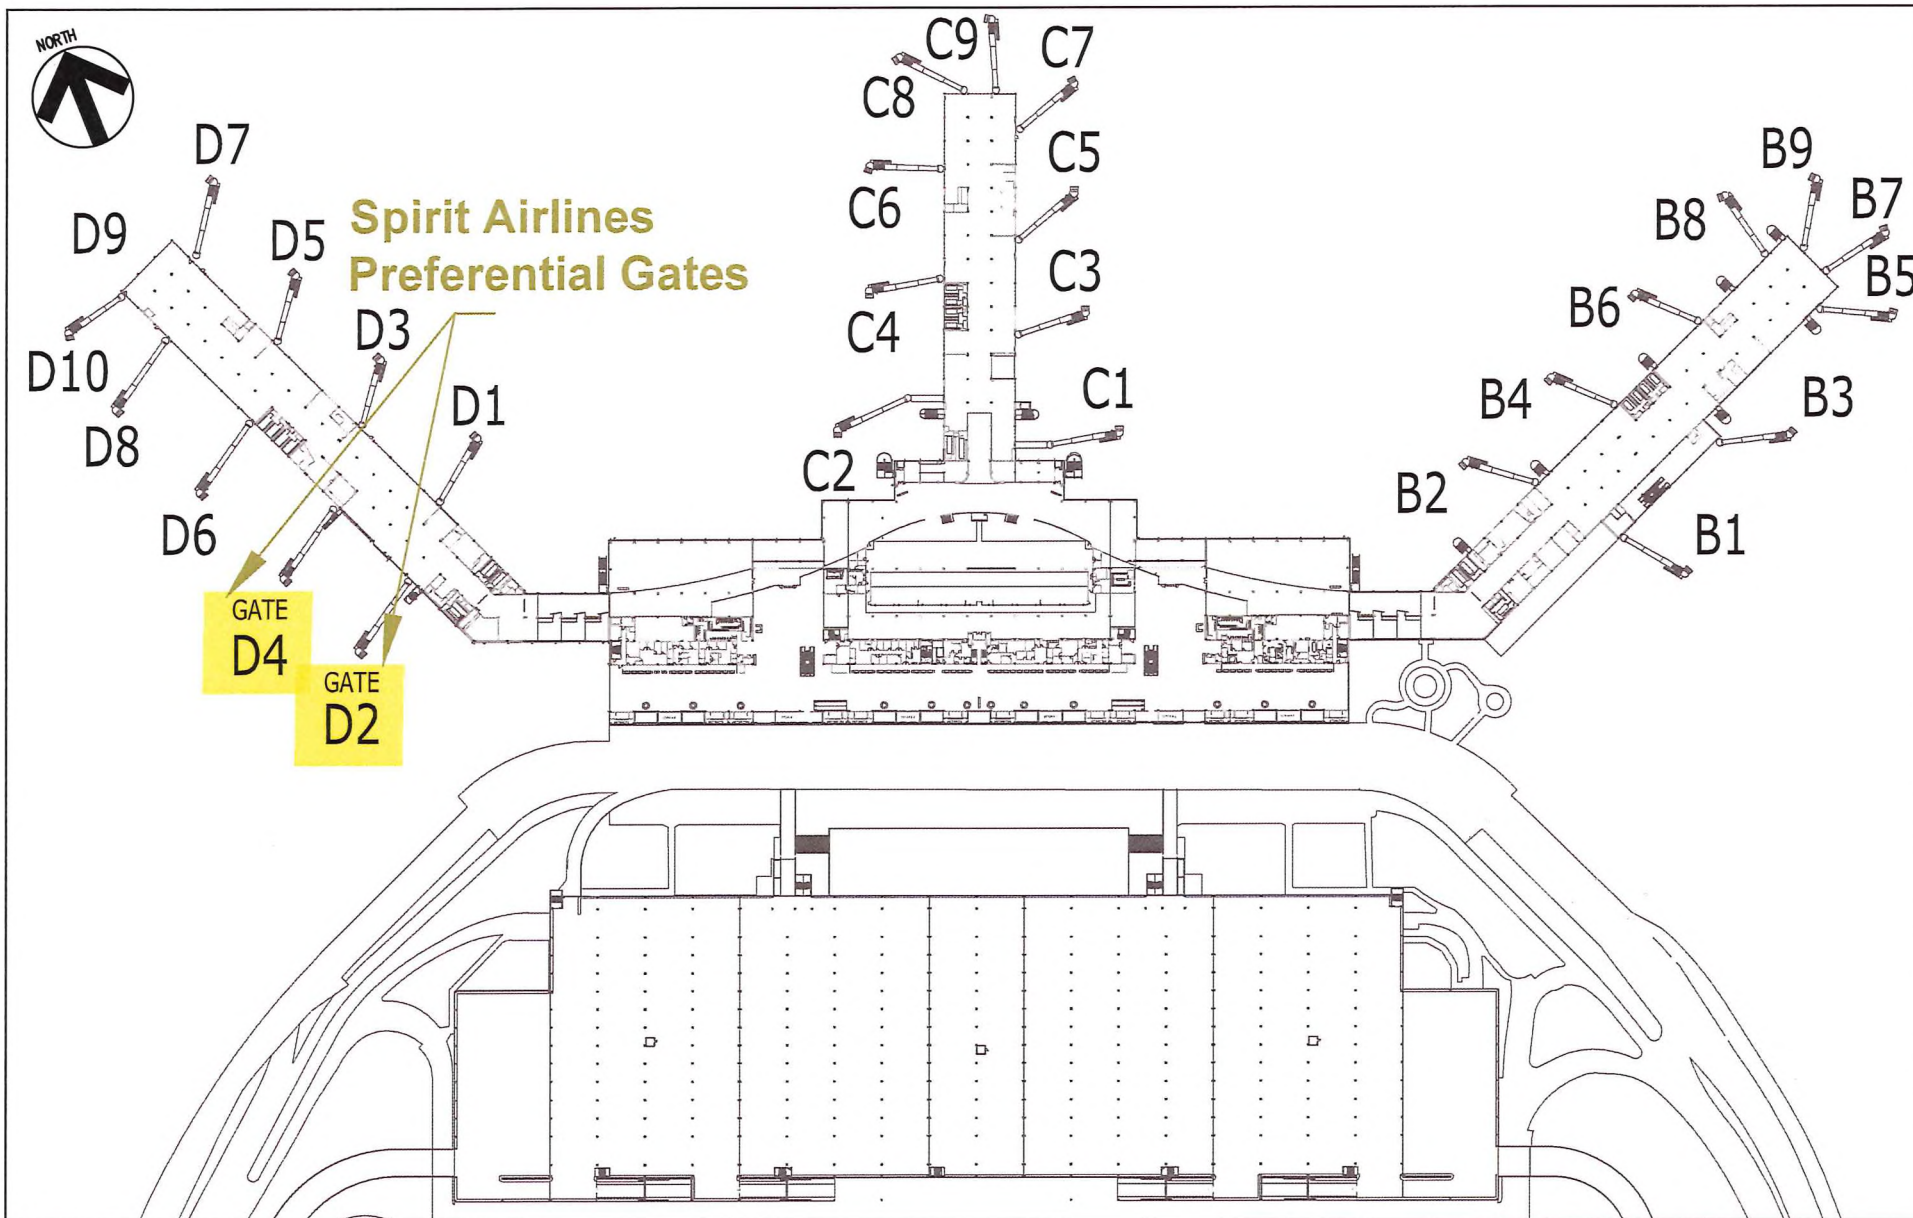 NORTH
C9
C7
C8
D7
C5
B9
Spirit Airlines
Preferential Gates
C6
B7
D9
D5
B8
B5
C3
B6
D3
C4
D10
D1
C1
B4
B3
D8
C2
B2
D6
B1
GATE
D4
GATE
D2